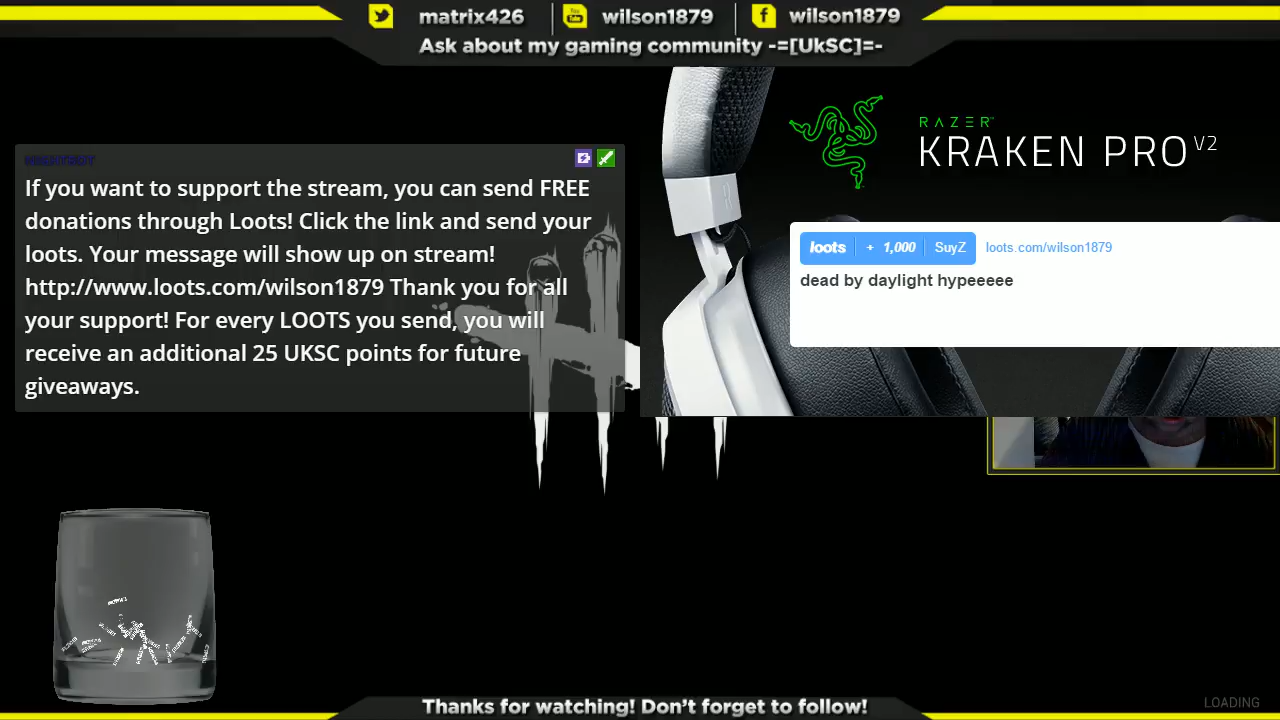 matrix426
wilson1879
wilson1879
Ask about my gaming community -=[UkSC]=-
RAZER™
KRAKEN PRO V2
If you want to support the stream, you can send FREE
donations through Loots! Click the link and send your
loots. Your message will show up on stream!
http://www.loots.com/wilson1879 Thank you for all
your support! For every LOOTS you send, you will
receive an additional 25 UKSC points for future
giveaways.
loots + 1,000 SuyZ loots.com/wilson1879
dead by daylight hypeeeee
Thanks for watching! Don't forget to follow!
LOADING